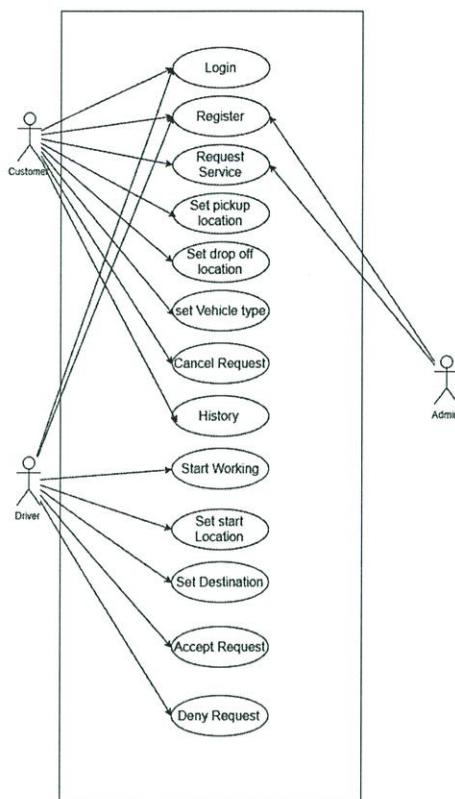 Login
Register
Customer
Request
Service
Set pickup
location
Set drop off
location
set Vehicle type
Cancel Request
Admin
History
Start Working
Driver
Set start
Location
Set Destination
Accept Request
Deny Request